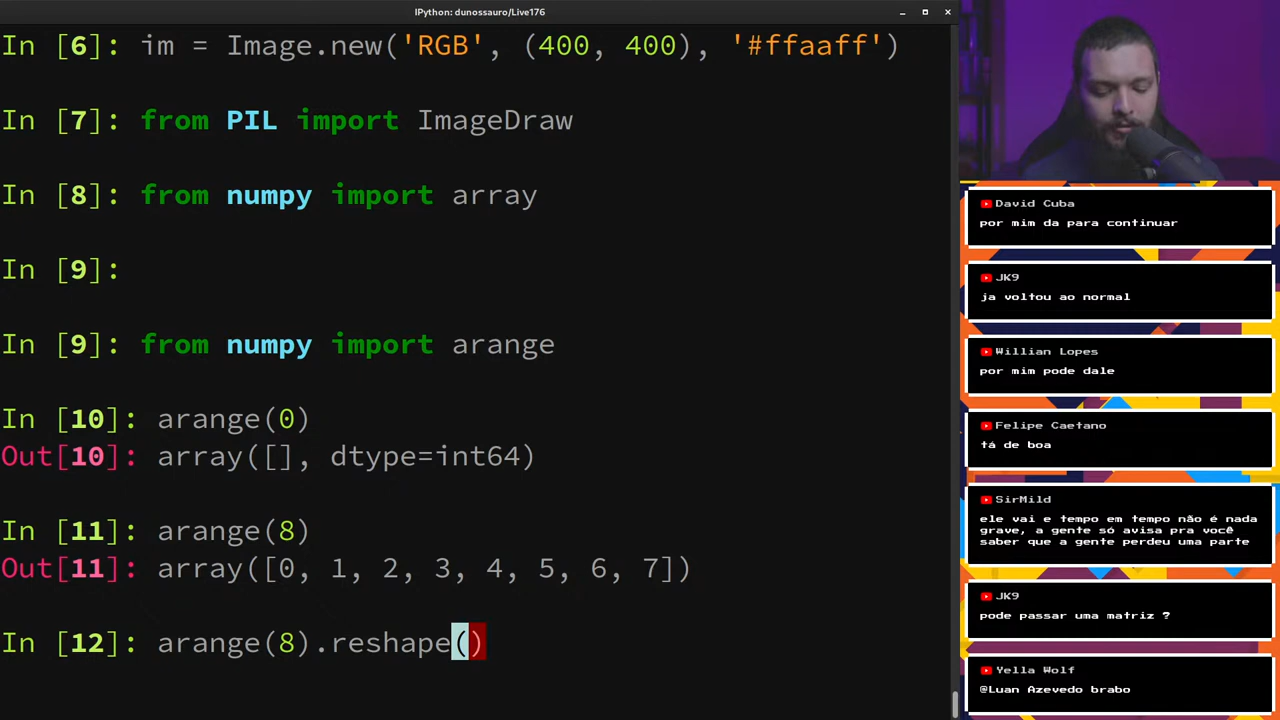 IPython: dunossauro/Live176
In [6]: im = Image.new('RGB', (400, 400), '#ffaaff')
In [7]: from PIL import ImageDraw
In [8]: from numpy import array
In [9]:
In [9]: from numpy import arange
In [10]: arange(0)
Out[10]: array([], dtype=int64)
In [11]: arange(8)
Out[11]: array([0, 1, 2, 3, 4, 5, 6, 7])
In [12]: arange(8).reshape()
David Cuba
por mim da para continuar
JK9
ja voltou ao normal
Willian Lopes
por mim pode dale
Felipe Caetano
tá de boa
SirMild
ele vai e tempo em tempo não é nada
grave, a gente só avisa pra você
saber que a gente perdeu uma parte
JK9
pode passar uma matriz ?
Yella Wolf
@Luan Azevedo brabo